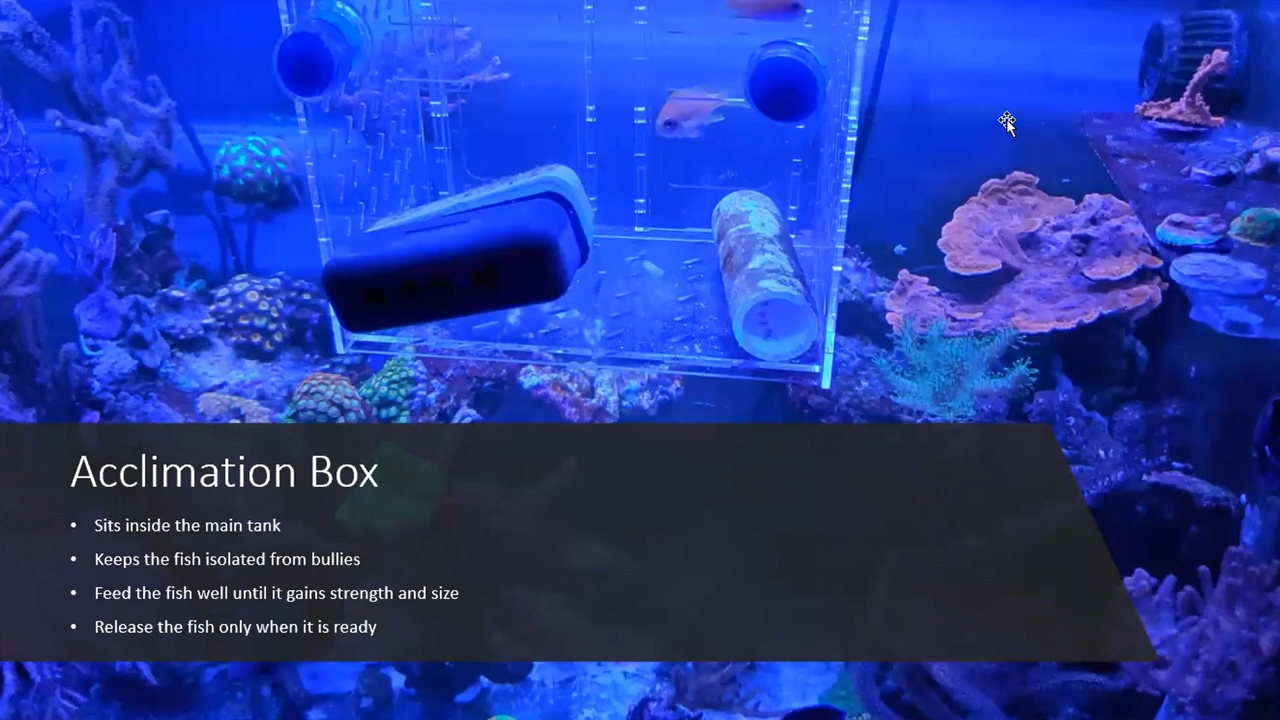 Acclimation Box
• Sits inside the main tank
• Keeps the fish isolated from bullies
• Feed the fish well until it gains strength and size
• Release the fish only when it is ready